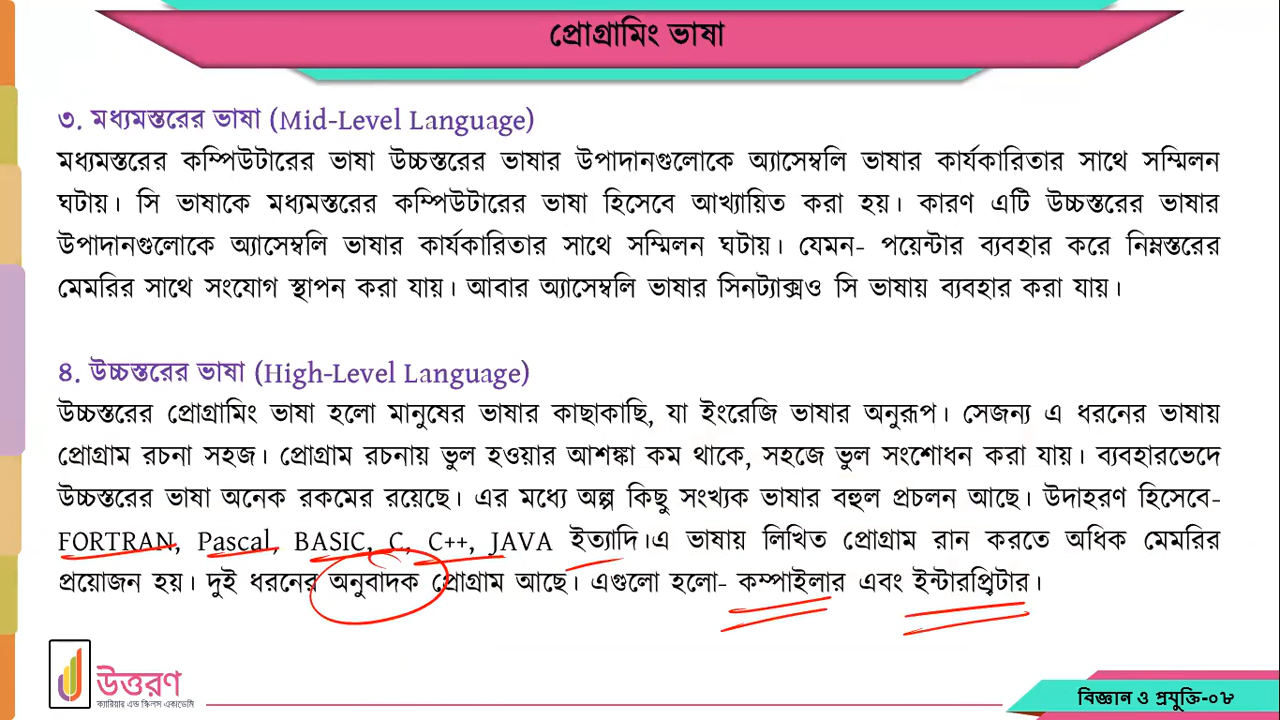 প্রোগ্রামিং ভাষা
৩. মধ্যমস্তরের ভাষা (Mid-Level Language)
মধ্যমস্তরের কম্পিউটারের ভাষা উচ্চস্তরের ভাষার উপাদানগুলোকে অ্যাসেম্বলি ভাষার কার্যকারিতার সাথে সম্মিলন
ঘটায়। সি ভাষাকে মধ্যমস্তরের কম্পিউটারের ভাষা হিসেবে আখ্যায়িত করা হয়। কারণ এটি উচ্চস্তরের ভাষার
উপাদানগুলোকে অ্যাসেম্বলি ভাষার কার্যকারিতার সাথে সম্মিলন ঘটায়। যেমন- পয়েন্টার ব্যবহার করে নিম্নস্তরের
মেমরির সাথে সংযোগ স্থাপন করা যায়। আবার অ্যাসেম্বলি ভাষার সিনট্যাক্সও সি ভাষায় ব্যবহার করা যায়।
৪. উচ্চস্তরের ভাষা (High-Level Language)
উচ্চস্তরের প্রোগ্রামিং ভাষা হলো মানুষের ভাষার কাছাকাছি, যা ইংরেজি ভাষার অনুরূপ। সেজন্য এ ধরনের ভাষায়
প্রোগ্রাম রচনা সহজ। প্রোগ্রাম রচনায় ভুল হওয়ার আশঙ্কা কম থাকে, সহজে ভুল সংশোধন করা যায়। ব্যবহারভেদে
উচ্চস্তরের ভাষা অনেক রকমের রয়েছে। এর মধ্যে অল্প কিছু সংখ্যক ভাষার বহুল প্রচলন আছে। উদাহরণ হিসেবে-
FORTRAN, Pascal, BASIC, C, C++, JAVA ইত্যাদি।এ ভাষায় লিখিত প্রোগ্রাম রান করতে অধিক মেমরির
প্রয়োজন হয়। দুই ধরনের অনুবাদক প্রোগ্রাম আছে। এগুলো হলো- কম্পাইলার এবং ইন্টারপ্রিটার।
উত্তরণ
ক্যারিয়ার এন্ড স্কিলস একাডেমি
বিজ্ঞান ও প্রযুক্তি-০৮